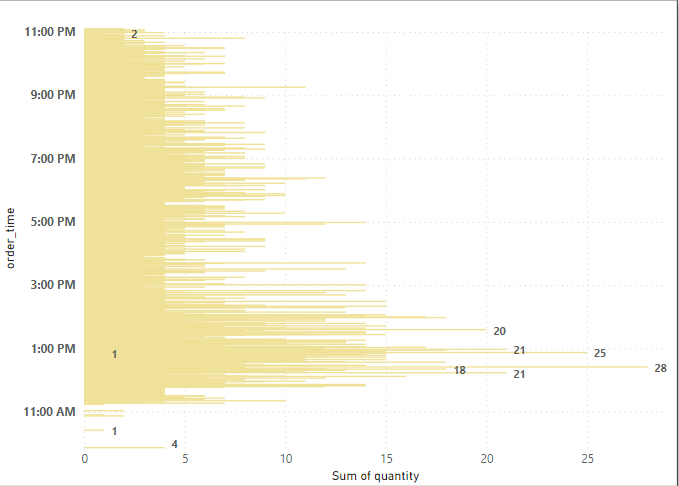 11:00 PM
2
9:00 PM
7:00 PM
5:00 PM
3:00 PM
20
1:00 PM
1
21
25
18
21
28
11:00 AM
1
4
order_time
0 5 10 15 20 25
Sum of quantity